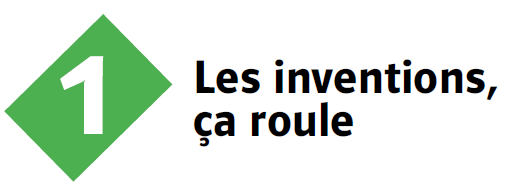 1
Les inventions,
ça roule